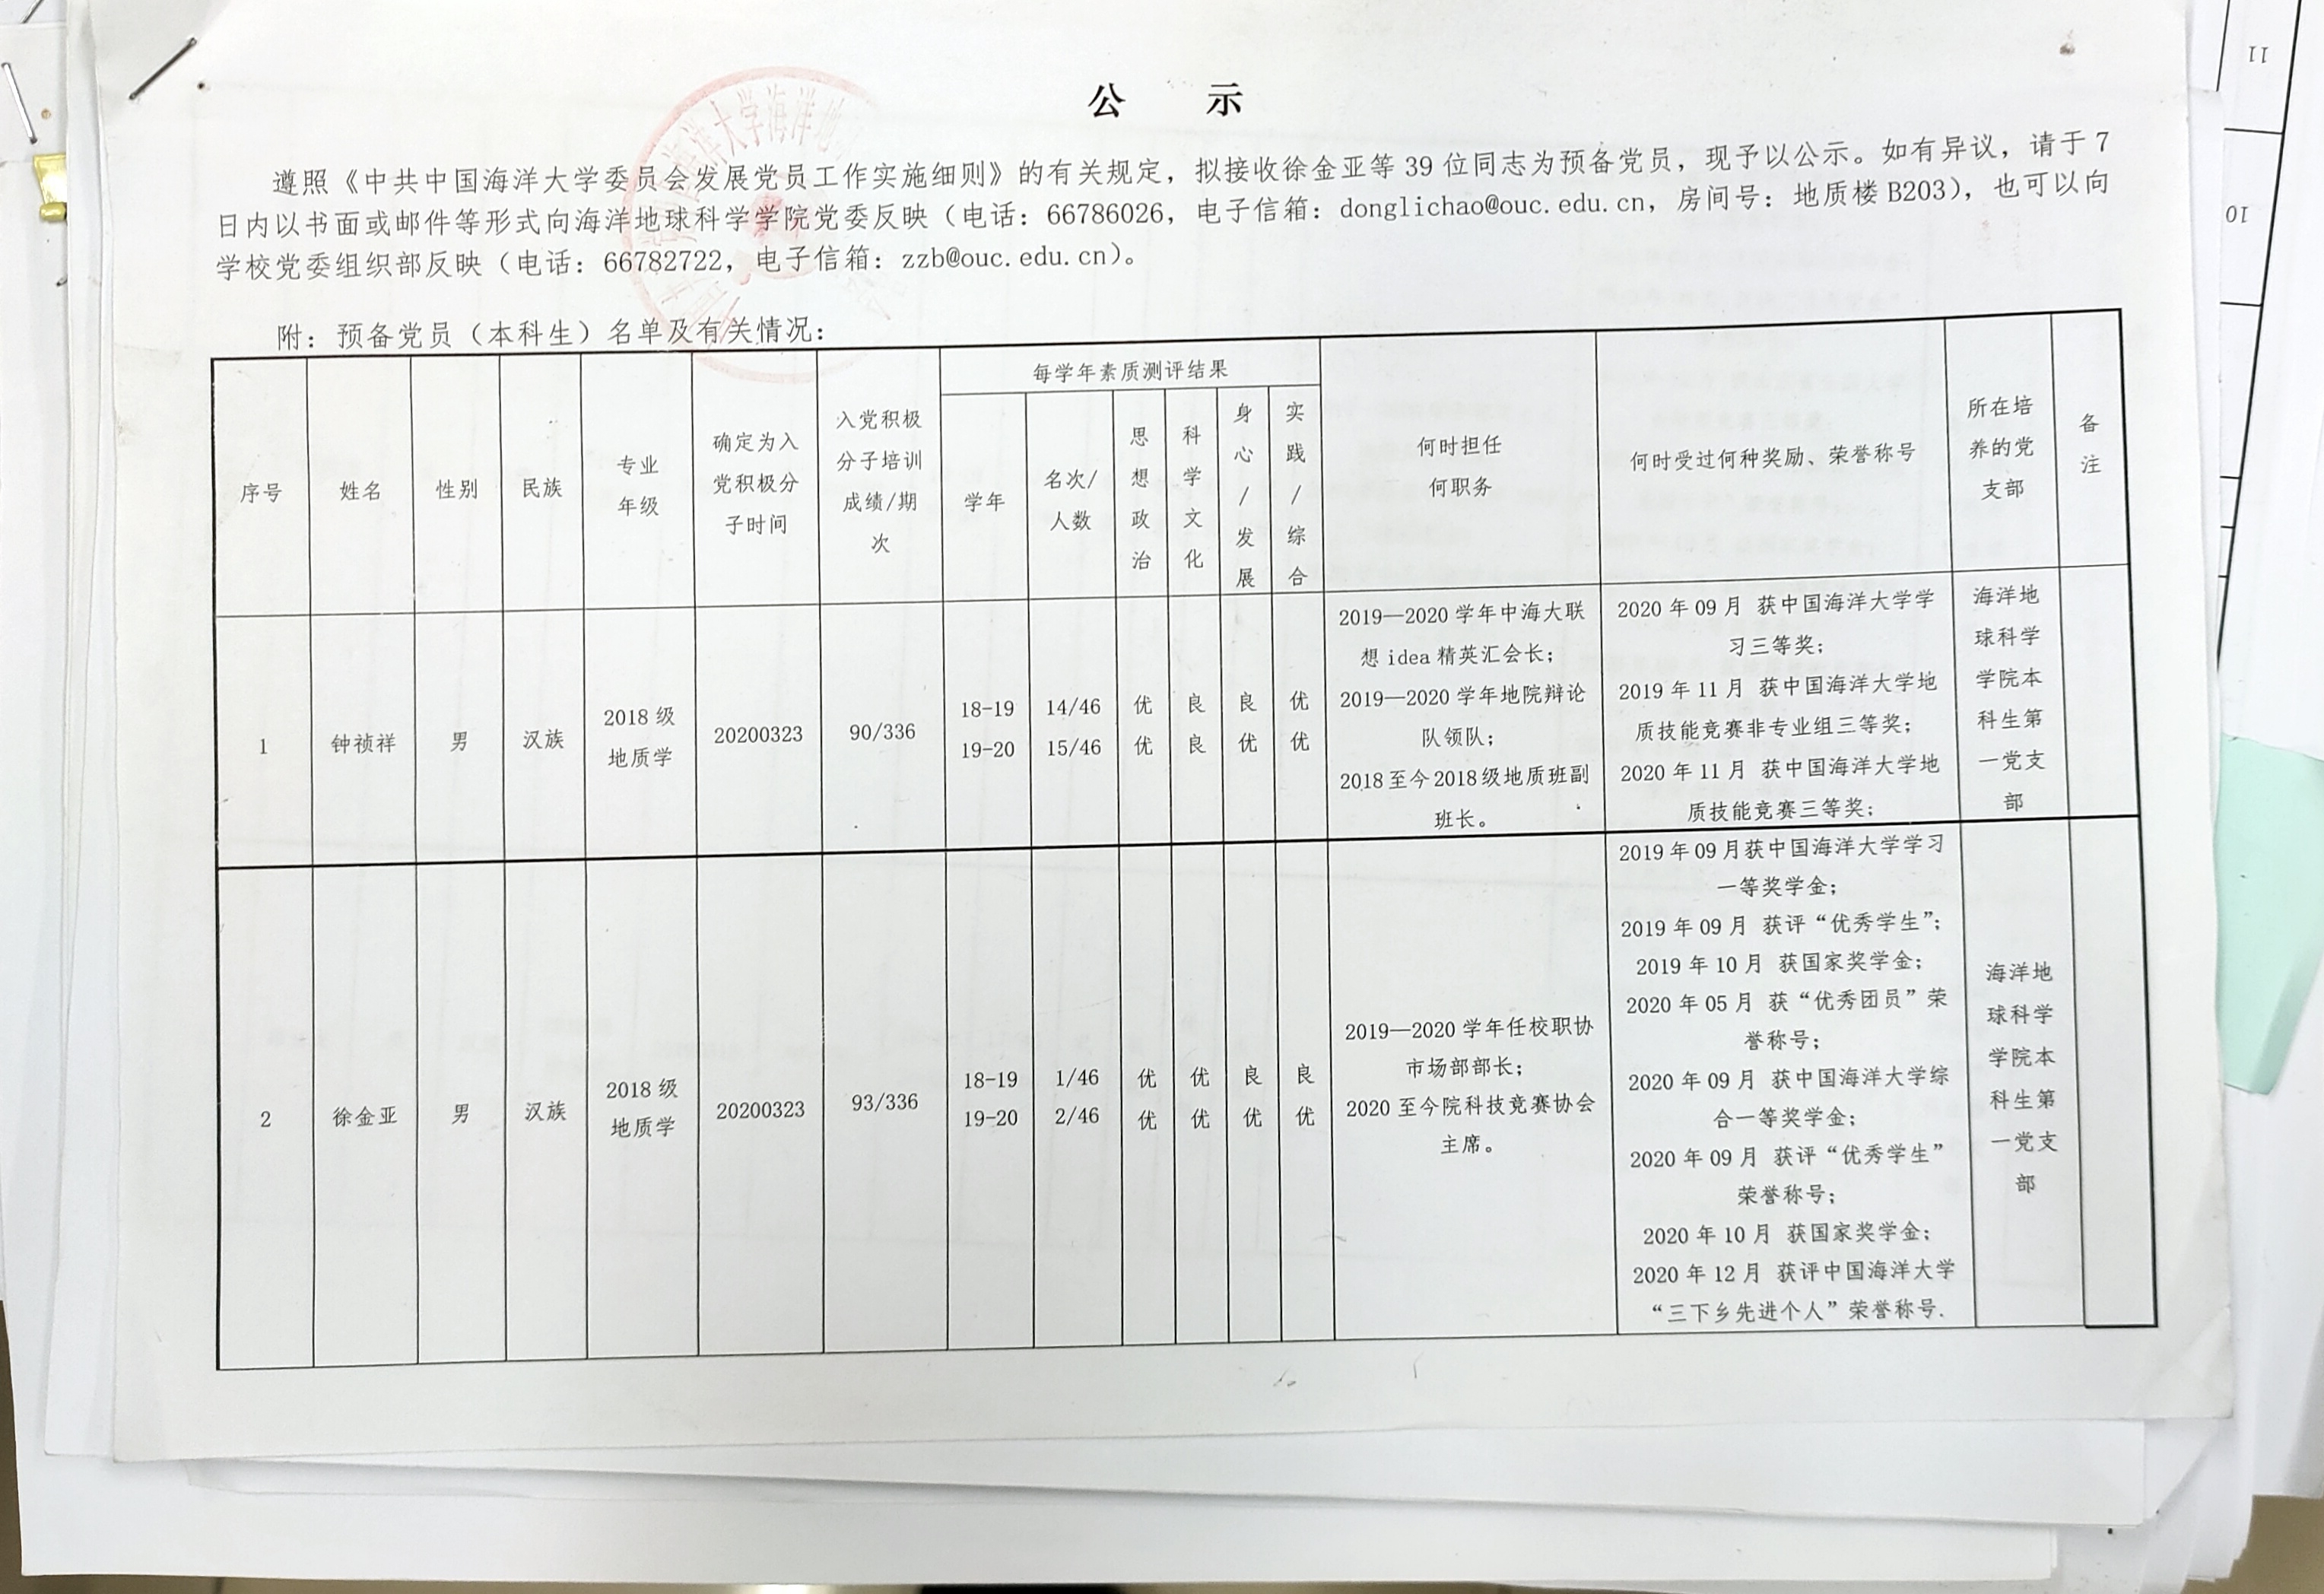 公 示
遵照《中共中国海洋大学委员会发展党员工作实施细则》的有关规定，拟接收徐金亚等 39 位同志为预备党员，现予以公示。如有异议，请于 7
日内以书面或邮件等形式向海洋地球科学学院党委反映（电话：66786026，电子信箱：donglichao@ouc.edu.cn，房间号：地质楼 B203），也可以向
学校党委组织部反映（电话：66782722，电子信箱：zzb@ouc.edu.cn）。
附：预备党员（本科生）名单及有关情况：
序号
姓名
性别
民族
专业
年级
确定为入
党积极分
子时间
入党积极
分子培训
成绩/期
次
每学年素质测评结果
学年
名次/
人数
思想政治
科学文化
身心/发展
实践/综合
何时担任
何职务
何时受过何种奖励、荣誉称号
所在培
养的党
支部
备
注
1
钟祯祥
男
汉族
2018 级
地质学
20200323
90/336
18-19 14/46 优 良 良 优
19-20 15/46 优 良 优 优
2019—2020 学年中海大联
想 idea 精英汇会长；
2019—2020 学年地院辩论
队领队；
2018 至今 2018 级地质班副
班长。
2020 年 09 月 获中国海洋大学学
习三等奖；
2019 年 11 月 获中国海洋大学地
质技能竞赛非专业组三等奖；
2020 年 11 月 获中国海洋大学地
质技能竞赛三等奖；
海洋地
球科学
学院本
科生第
一党支
部
2
徐金亚
男
汉族
2018 级
地质学
20200323
93/336
18-19 1/46 优 优 良 良
19-20 2/46 优 优 优 优
2019—2020 学年任校职协
市场部部长；
2020 至今院科技竞赛协会
主席。
2019 年 09 月获中国海洋大学学习
一等奖学金；
2019 年 09 月 获评“优秀学生”；
2019 年 10 月 获国家奖学金；
2020 年 05 月 获“优秀团员”荣
誉称号；
2020 年 09 月 获中国海洋大学综
合一等奖学金；
2020 年 09 月 获评“优秀学生”
荣誉称号；
2020 年 10 月 获国家奖学金；
2020 年 12 月 获评中国海洋大学
“三下乡先进个人”荣誉称号.
海洋地
球科学
学院本
科生第
一党支
部
11
10